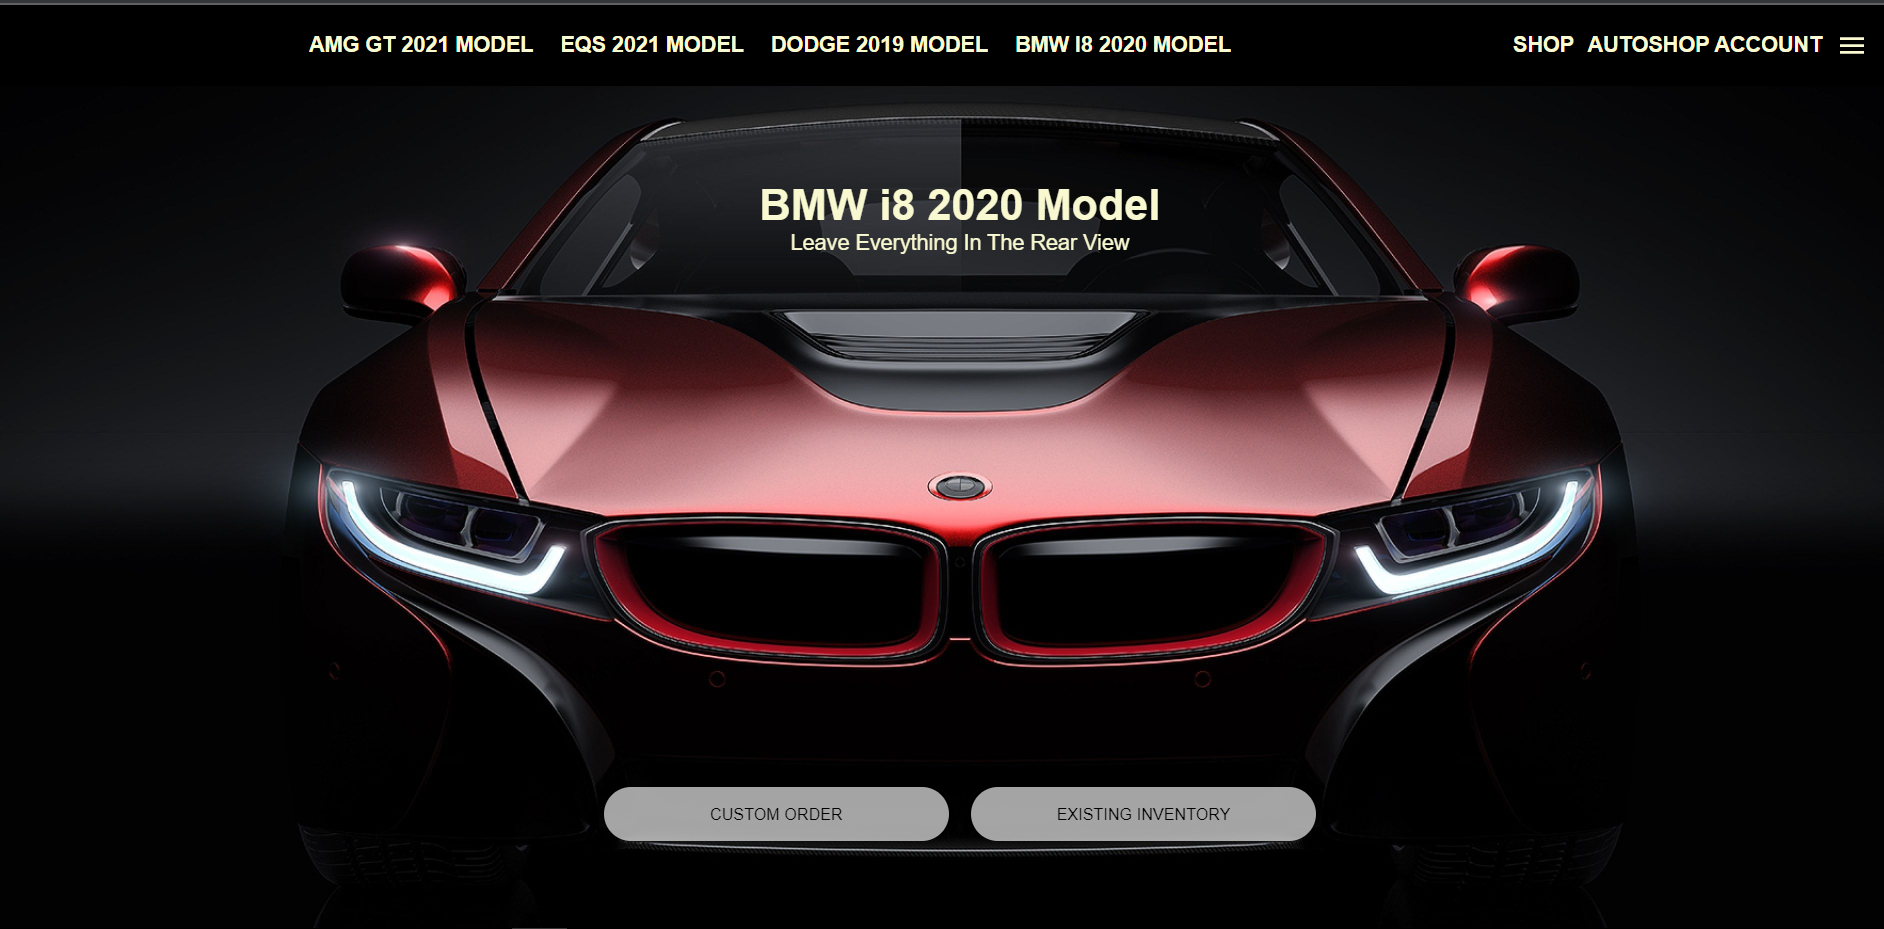 AMG GT 2021 MODEL EQS 2021 MODEL DODGE 2019 MODEL BMW I8 2020 MODEL SHOP AUTOSHOP ACCOUNT
BMW i8 2020 Model
Leave Everything In The Rear View
CUSTOM ORDER EXISTING INVENTORY